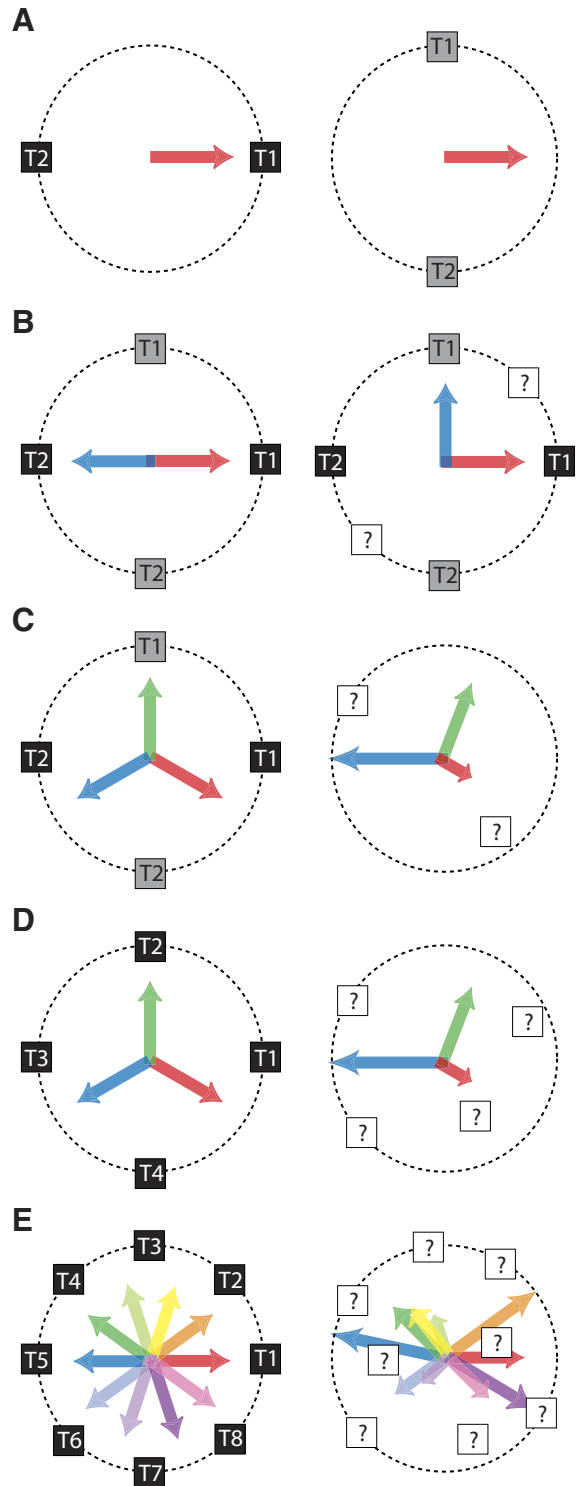 A
T1
T2 T1
T2
B
T1 T1
?
T2 T1 T2 T1
?
T2 T2
C
T1
?
T2 T1
?
T2
D
T2
?
?
T3 T1
?
?
T4
E
T3 ?
T4 T2 ?
?
?
T5 T1 ?
?
T6 T8 ?
?
T7